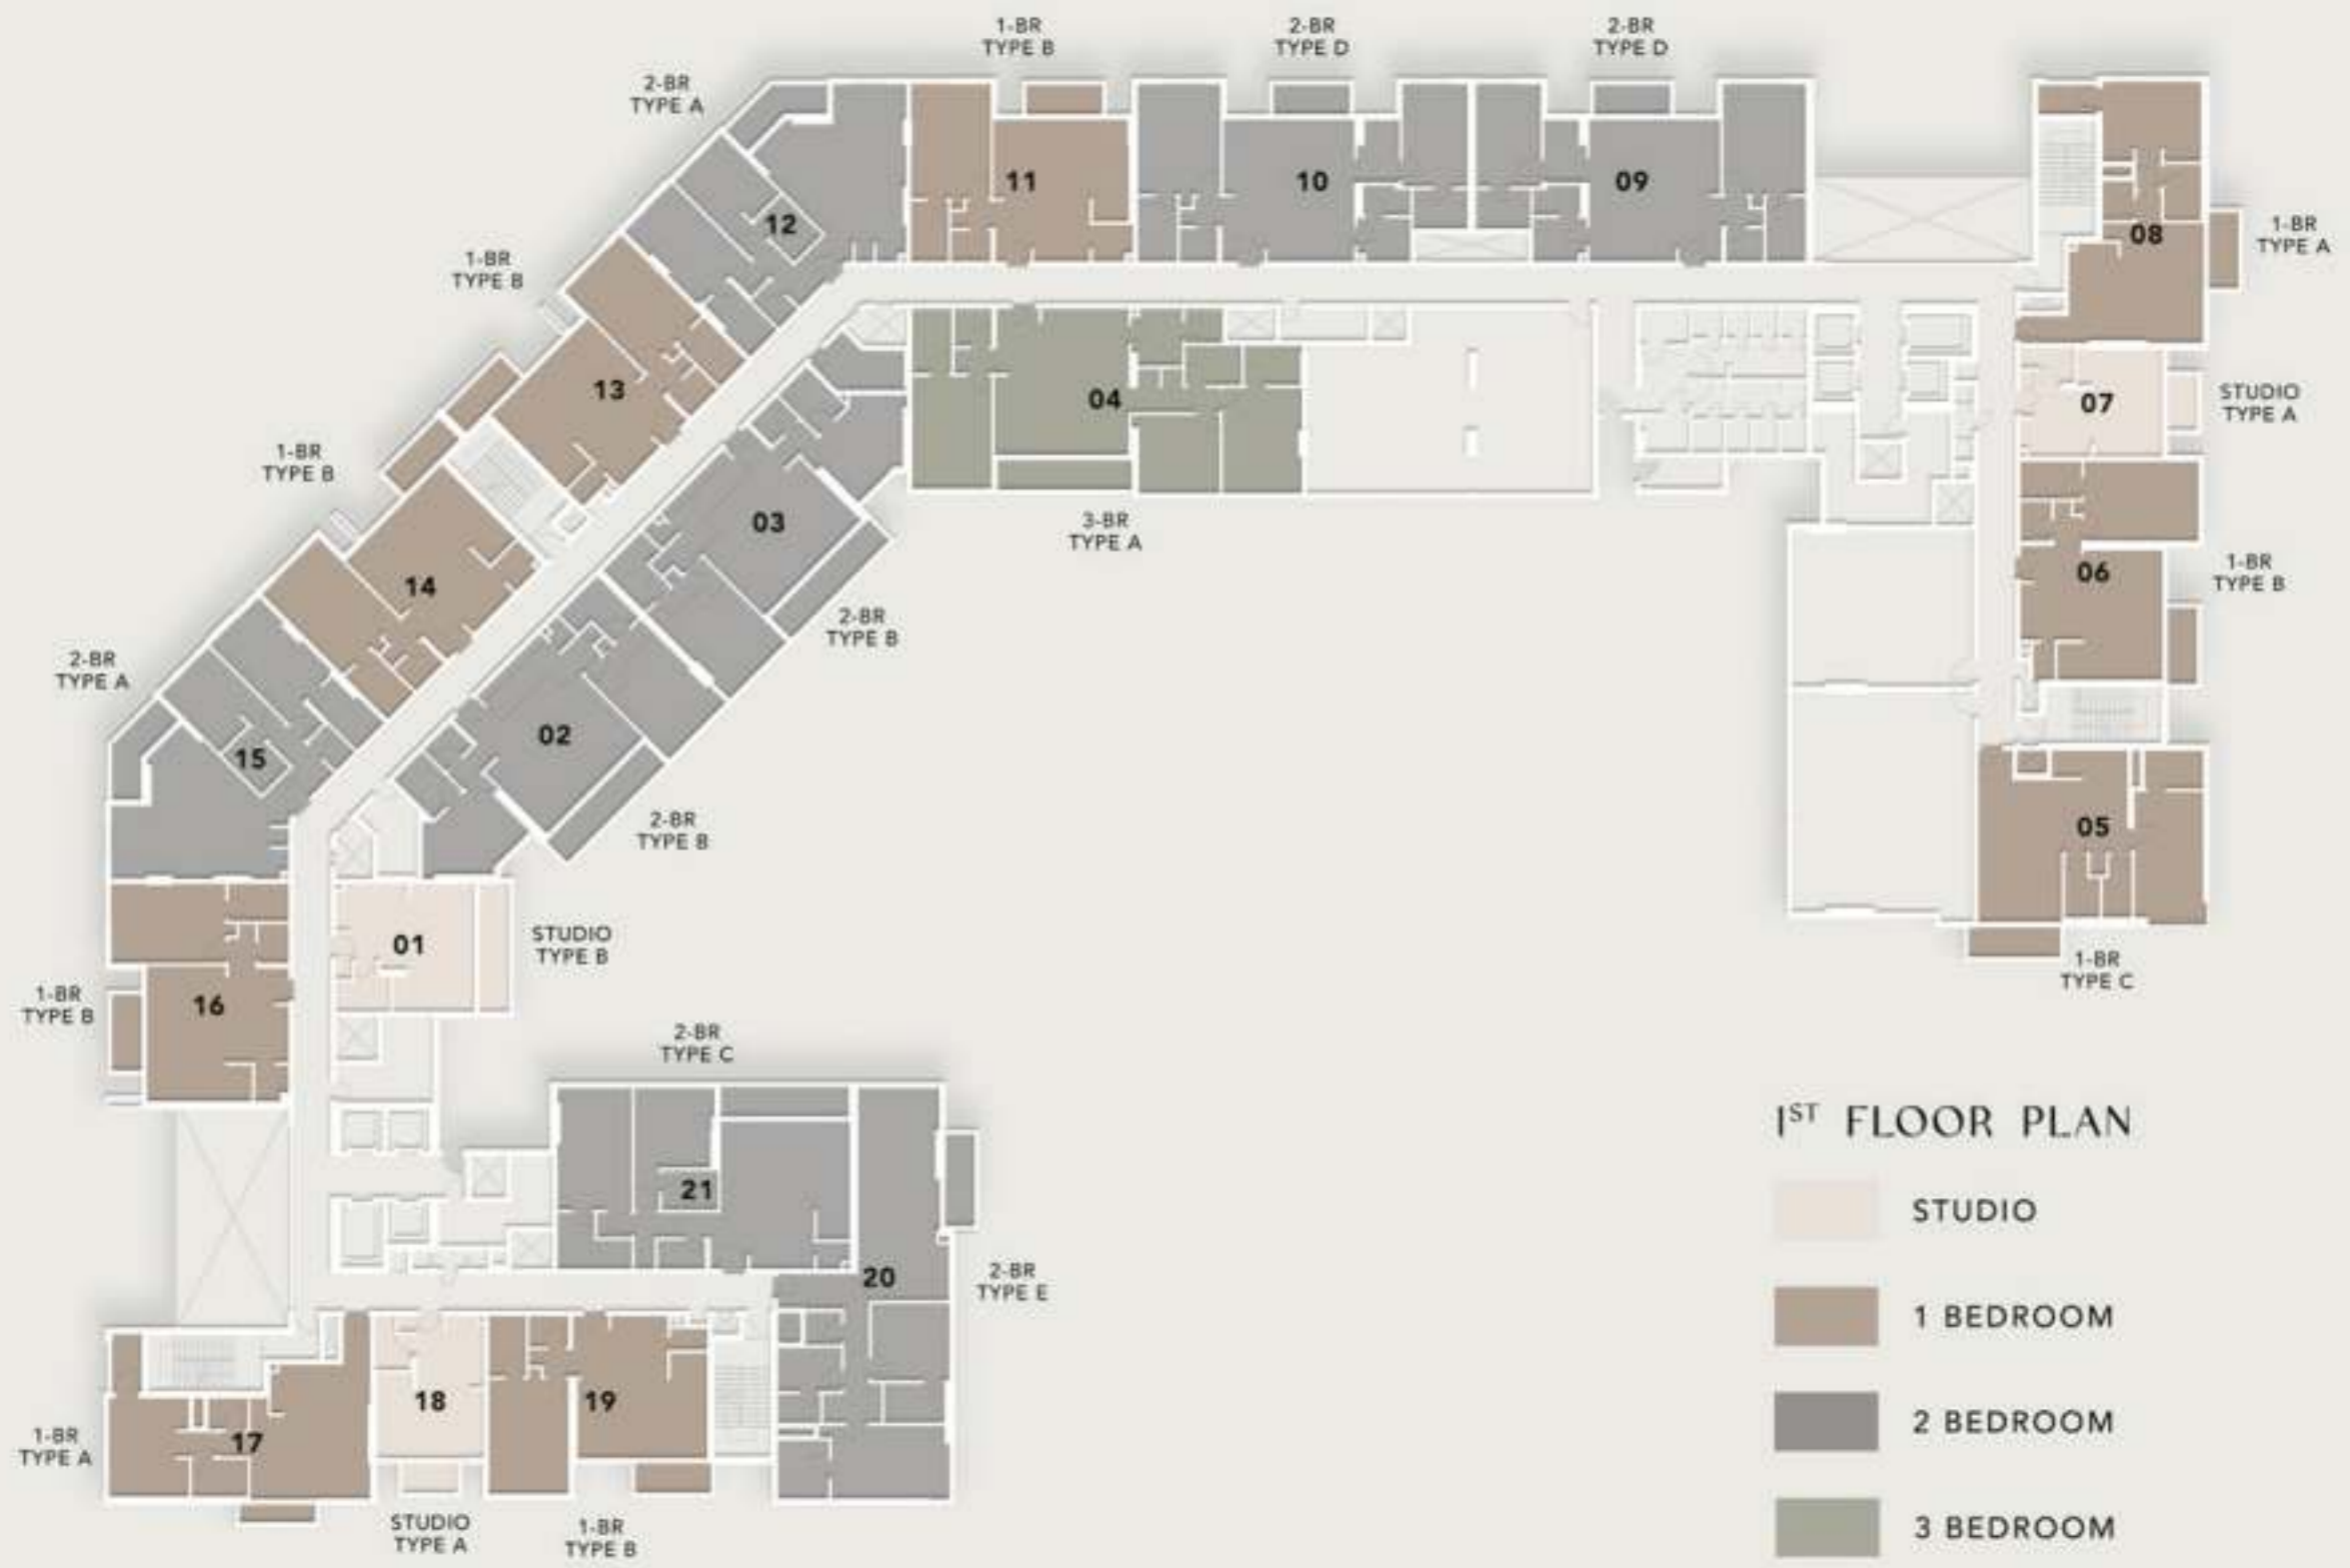 1-BR
TYPE B
2-BR
TYPE D
2-BR
TYPE D
2-BR
TYPE A
11
10
09
12
08
1-BR
TYPE A
1-BR
TYPE B
13
04
07
STUDIO
TYPE A
1-BR
TYPE B
03
3-BR
TYPE A
14
06
1-BR
TYPE B
2-BR
TYPE B
2-BR
TYPE A
02
15
2-BR
TYPE B
05
01
STUDIO
TYPE B
1-BR
TYPE C
1-BR
TYPE B
16
2-BR
TYPE C
1ST FLOOR PLAN
21
STUDIO
20
2-BR
TYPE E
1 BEDROOM
18
19
2 BEDROOM
1-BR
TYPE A
17
STUDIO
TYPE A
1-BR
TYPE B
3 BEDROOM